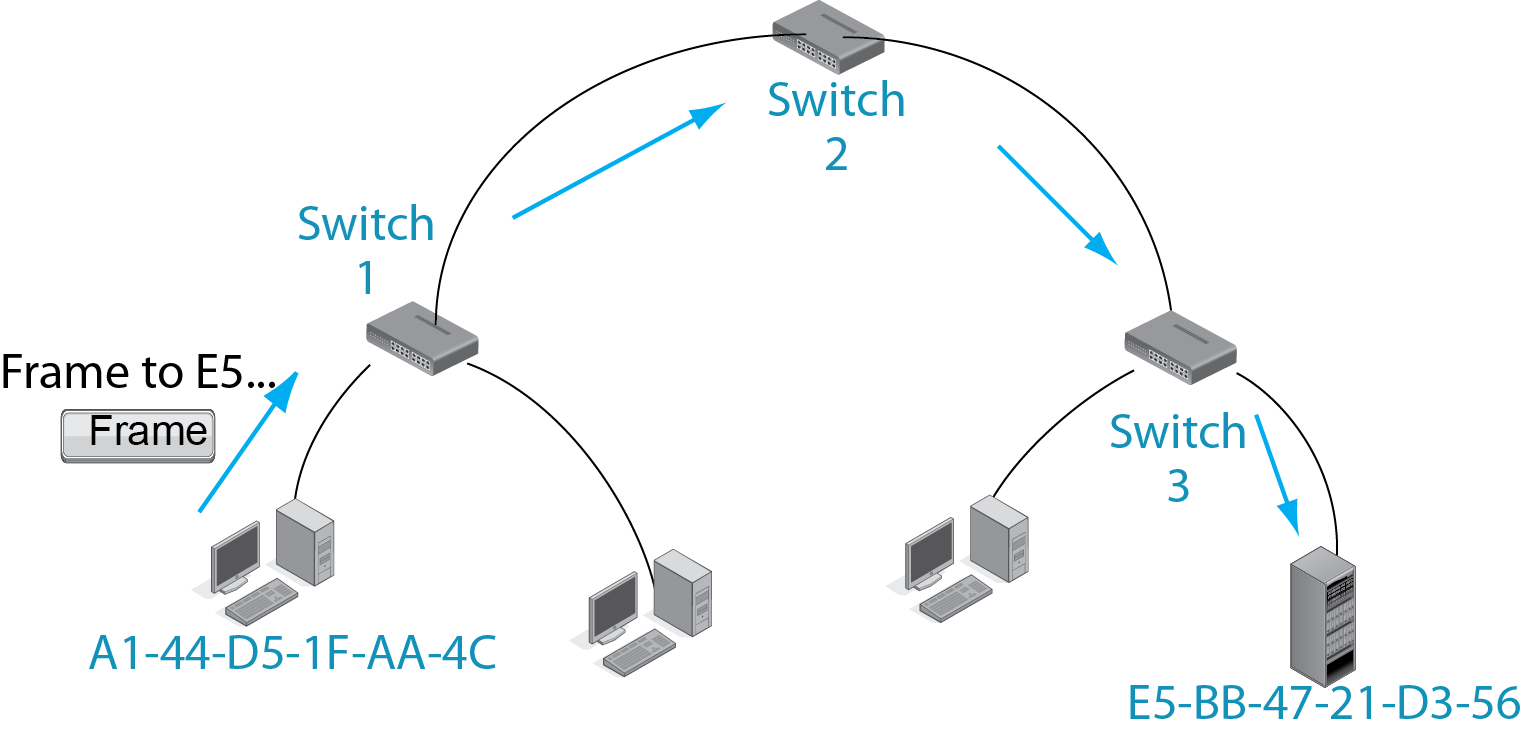 Switch
2
Switch
1
Frame to E5...
Frame
Switch
3
A1-44-D5-1F-AA-4C
E5-BB-47-21-D3-56